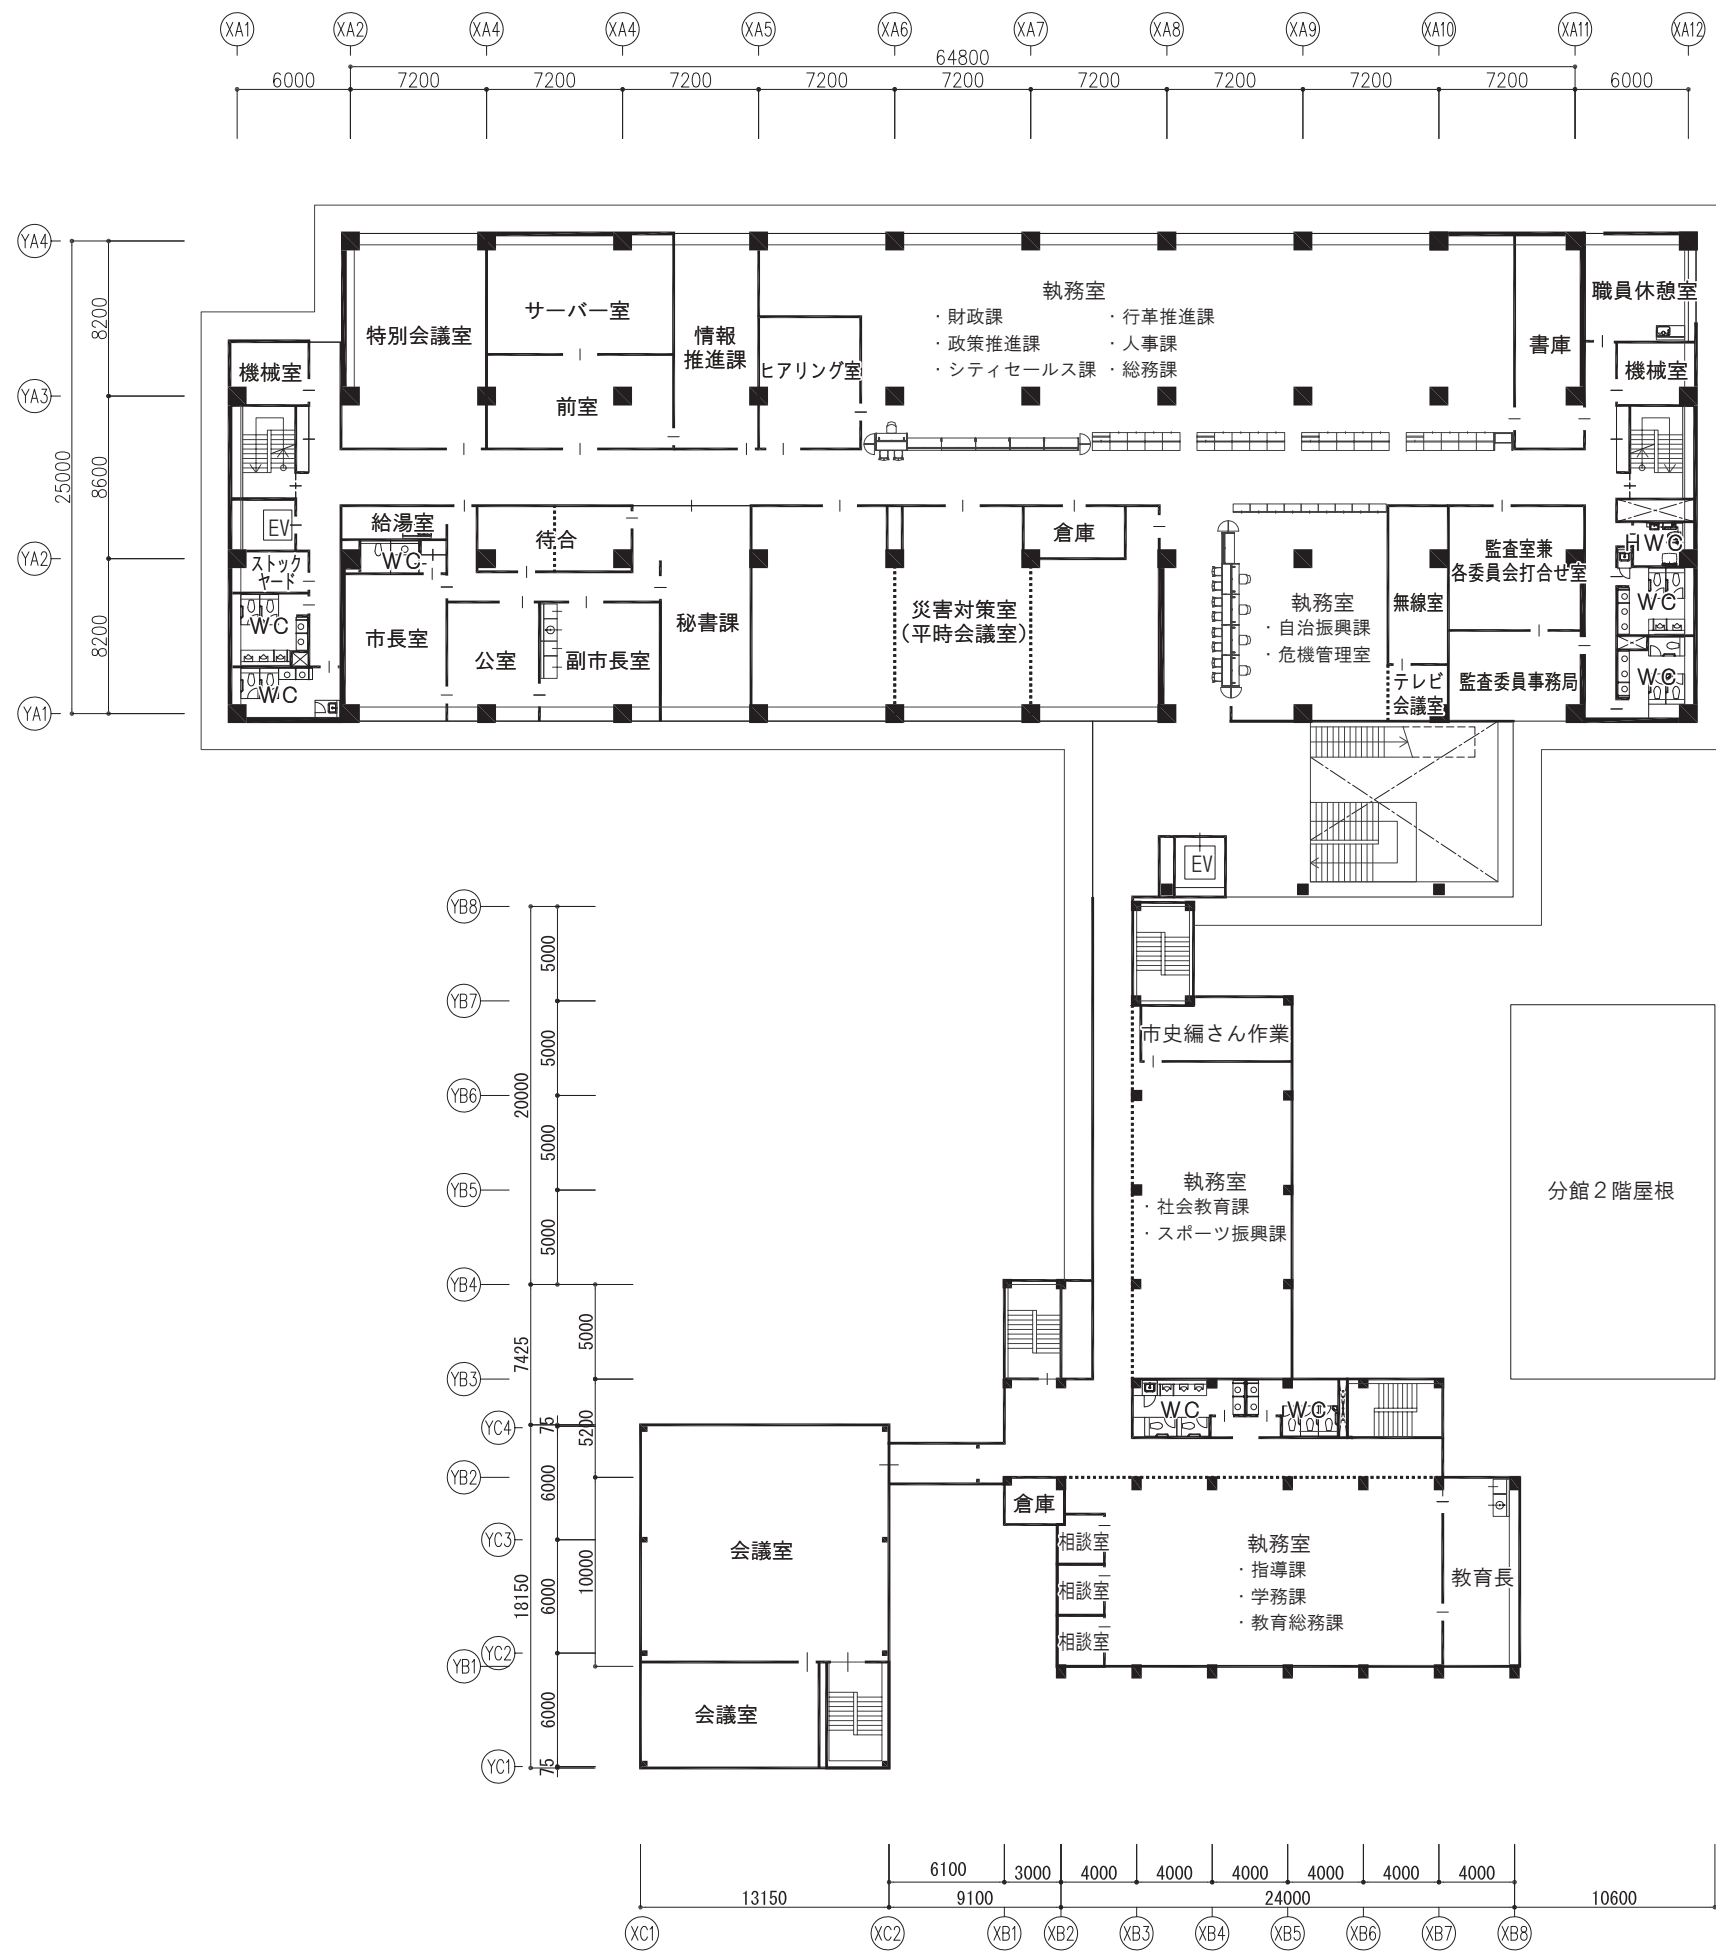 XA1 XA2 XA4 XA4 XA5 XA6 XA7 XA8 XA9 XA10 XA11 XA12
64800
6000 7200 7200 7200 7200 7200 7200 7200 7200 7200 6000
YA4
YA3
YA2
YA1
25000
8200
8600
8200
特別会議室
サーバー室
前室
情報
推進課
ヒアリング室
執務室
・財政課
・行革推進課
・政策推進課
・人事課
・シティセールス課
・総務課
書庫
職員休憩室
機械室
機械室
EV
ストック
ヤード
WC
WC
給湯室
WC
待合
市長室
公室
副市長室
秘書課
災害対策室
（平時会議室）
倉庫
執務室
・自治振興課
・危機管理室
無線室
テレビ
会議室
監査室兼
各委員会打合せ室
監査委員事務局
HWC
WC
WC
EV
YB8
YB7
YB6
YB5
YB4
YB3
YC4
YB2
YC3
YC2
YB1
YC1
5000
5000
5000
5000
20000
7425
5000
5200
75
6000
10000
18150
6000
6000
75
市史編さん作業
執務室
・社会教育課
・スポーツ振興課
分館２階屋根
WC
WC
倉庫
相談室
相談室
相談室
執務室
・指導課
・学務課
・教育総務課
教育長
会議室
会議室
6100 3000 4000 4000 4000 4000 4000 4000
13150 9100 24000 10600
XC1 XC2 XB1 XB2 XB3 XB4 XB5 XB6 XB7 XB8